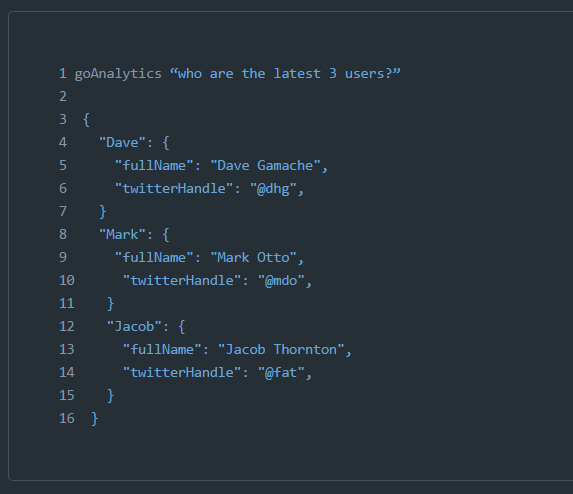 1 goAnalytics “who are the latest 3 users?”
2
3 {
4 "Dave": {
5 "fullName": "Dave Gamache",
6 "twitterHandle": "@dhg",
7 }
8 "Mark": {
9 "fullName": "Mark Otto",
10 "twitterHandle": "@mdo",
11 }
12 "Jacob": {
13 "fullName": "Jacob Thornton",
14 "twitterHandle": "@fat",
15 }
16 }